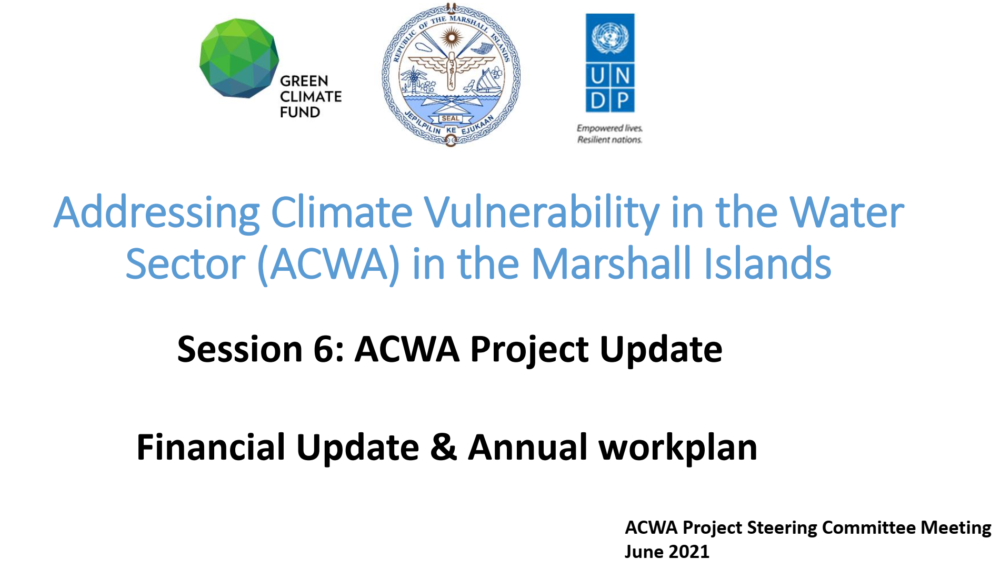 GREEN
CLIMATE
FUND
REPUBLIC OF THE MARSHALL ISLANDS
SEAL
JEPILPILIN KE EJUKAAN
U N
D P
Empowered lives.
Resilient nations.
Addressing Climate Vulnerability in the Water
Sector (ACWA) in the Marshall Islands
Session 6: ACWA Project Update
Financial Update & Annual workplan
ACWA Project Steering Committee Meeting
June 2021